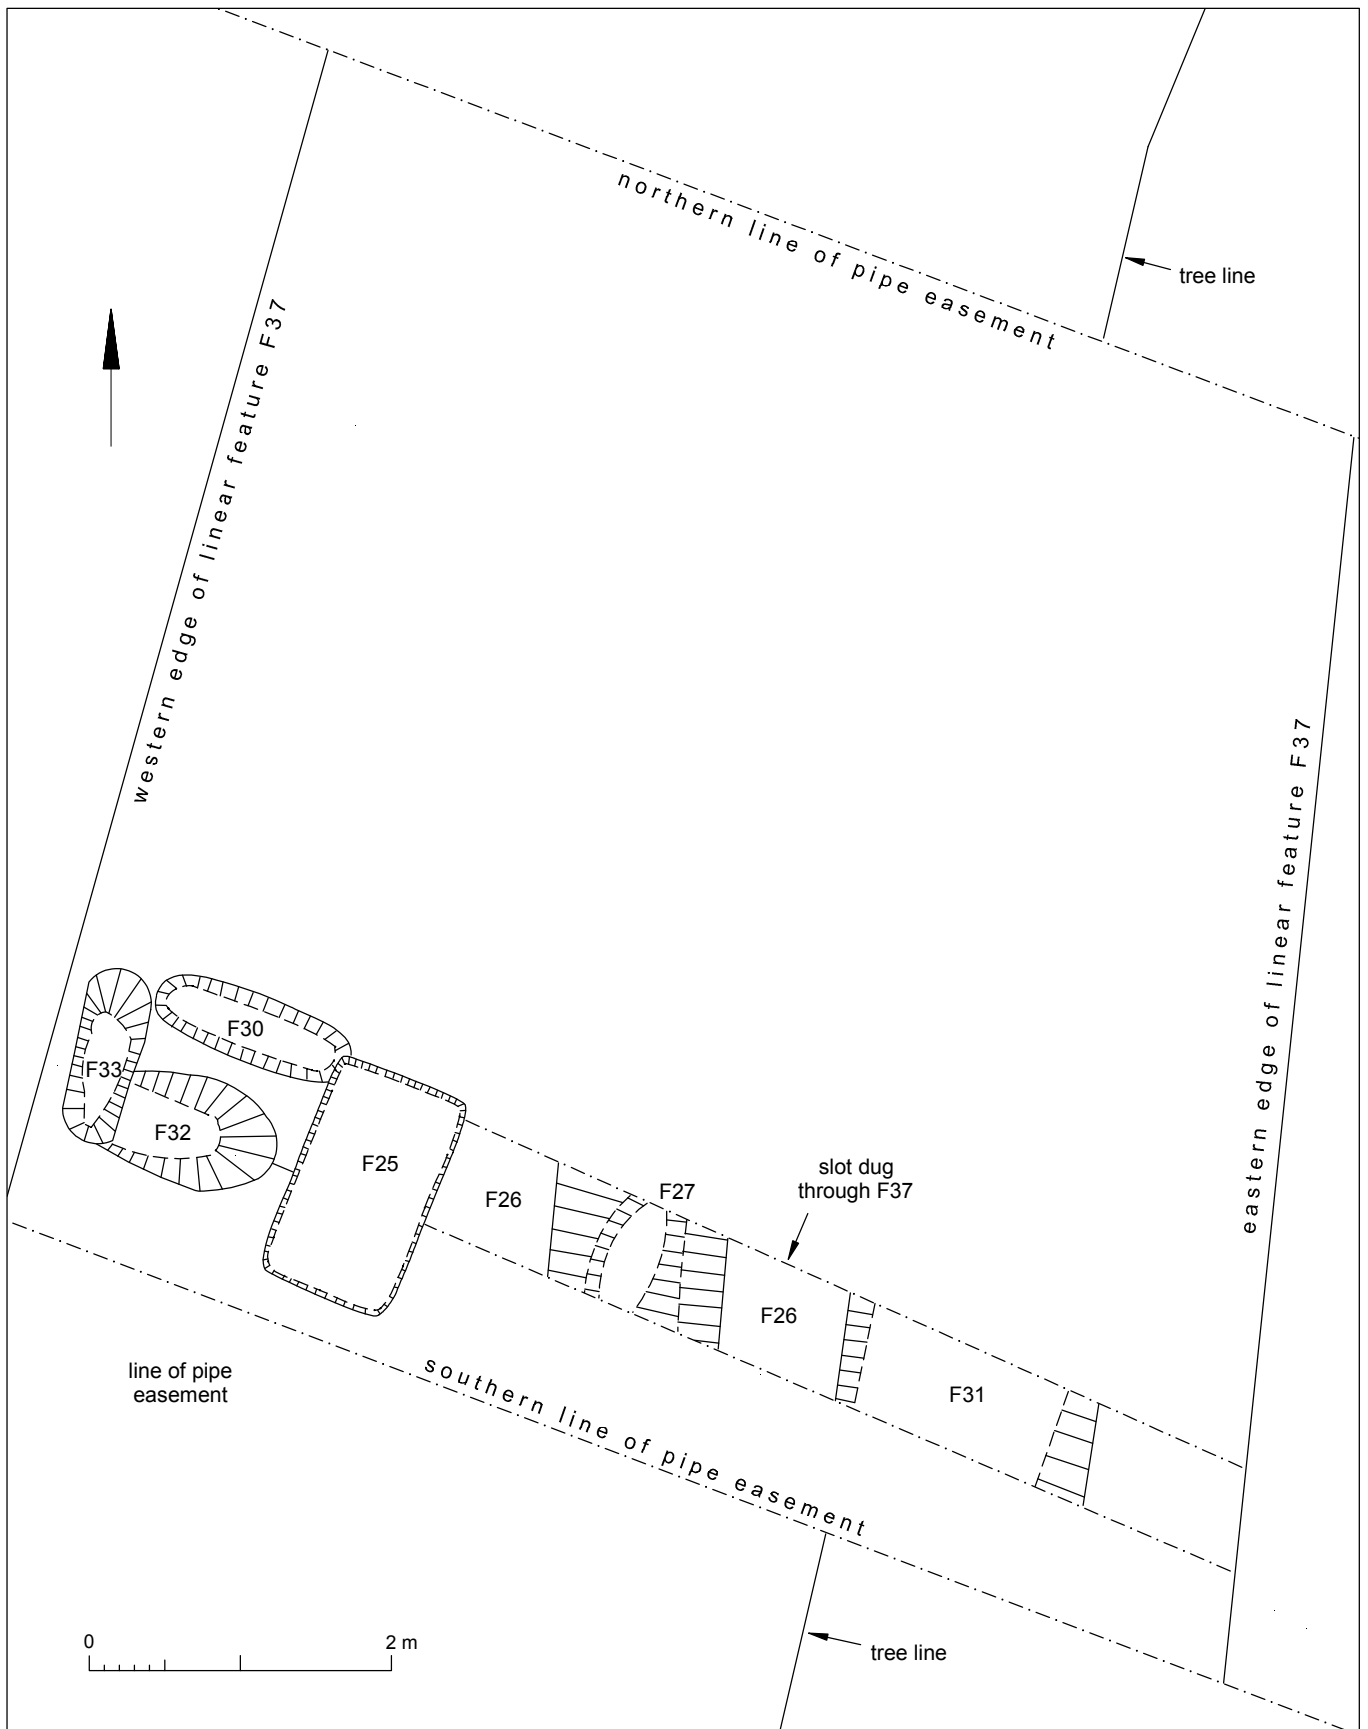 northern line of pipe easement
tree line
western edge of linear feature F37
eastern edge of linear feature F37
F30
F33
F32
F25
F26
F27
slot dug
through F37
F26
F31
line of pipe
easement
southern line of pipe easement
tree line
0 2 m